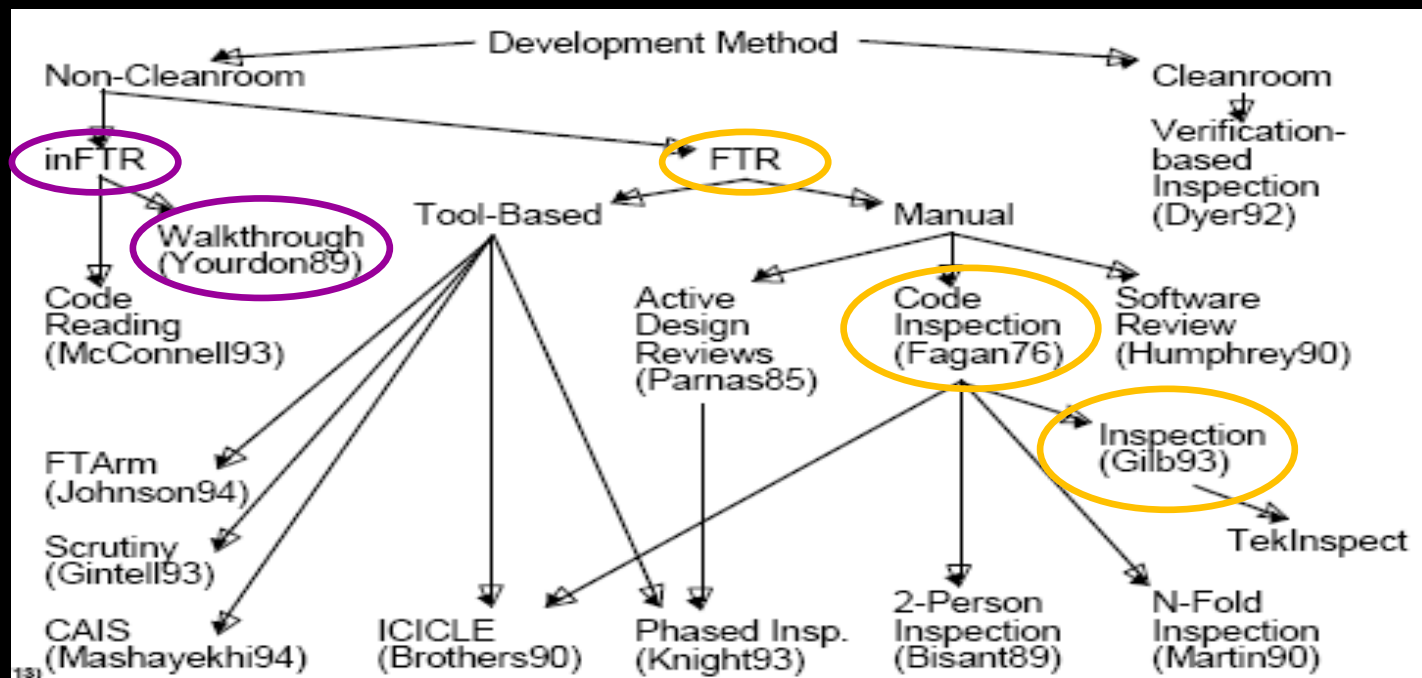 Development Method
Non-Cleanroom
Cleanroom
inFTR
FTR
Verification-
based
Inspection
(Dyer92)
Tool-Based
Manual
Walkthrough
(Yourdon89)
Code
Reading
(McConnell93)
Active
Design
Reviews
(Parnas85)
Code
Inspection
(Fagan76)
Software
Review
(Humphrey90)
Inspection
(Gilb93)
FTArm
(Johnson94)
TekInspect
Scrutiny
(Gintell93)
CAIS
(Mashayekhi94)
ICICLE
(Brothers90)
Phased Insp.
(Knight93)
2-Person
Inspection
(Bisant89)
N-Fold
Inspection
(Martin90)
13)